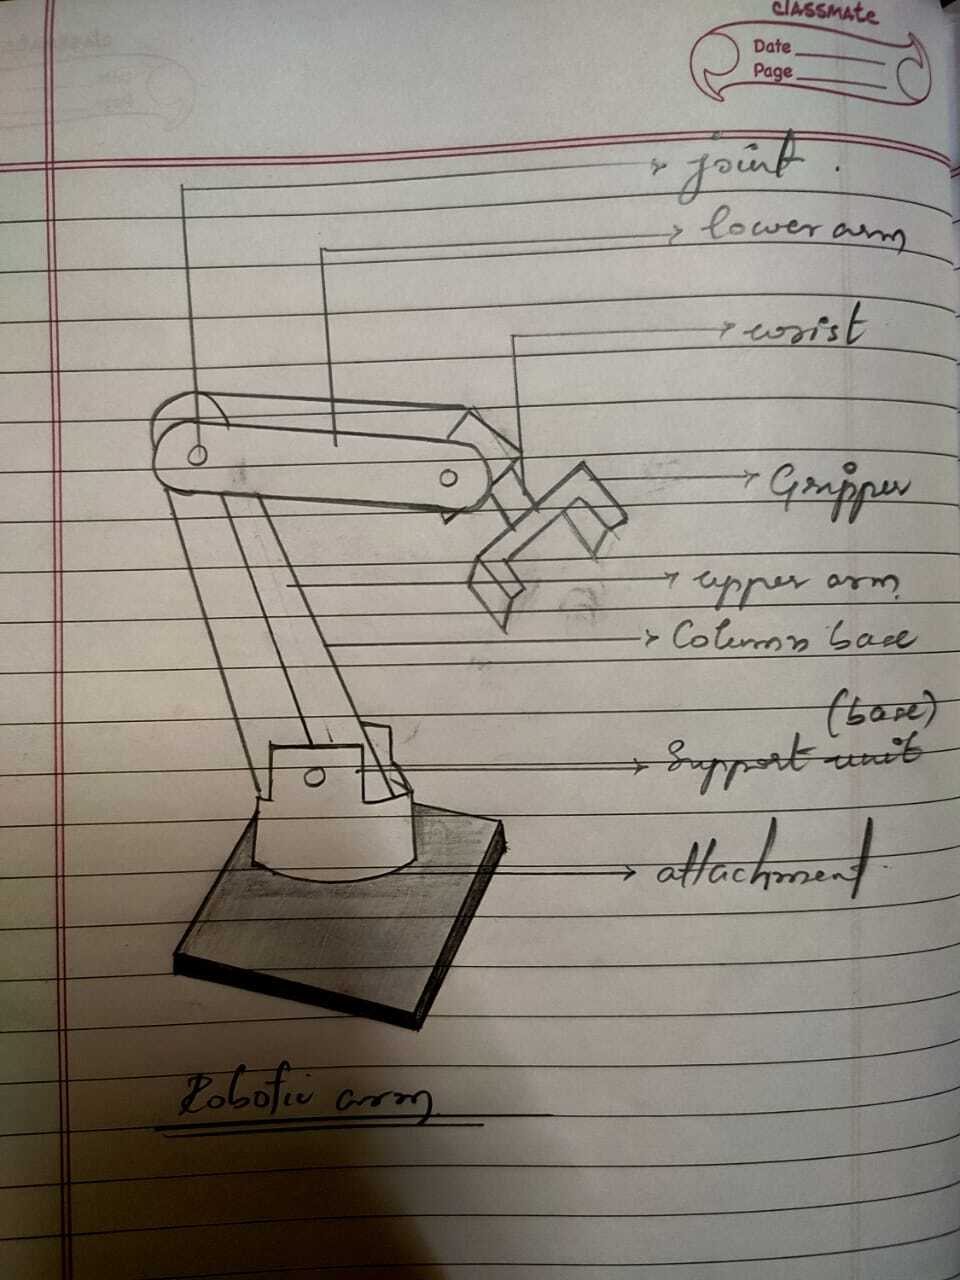 classmate
Date
Page
joint.
lower arm
wrist
Gripper
upper arm
Column base
(base)
Support unit
attachment
Robotic arm